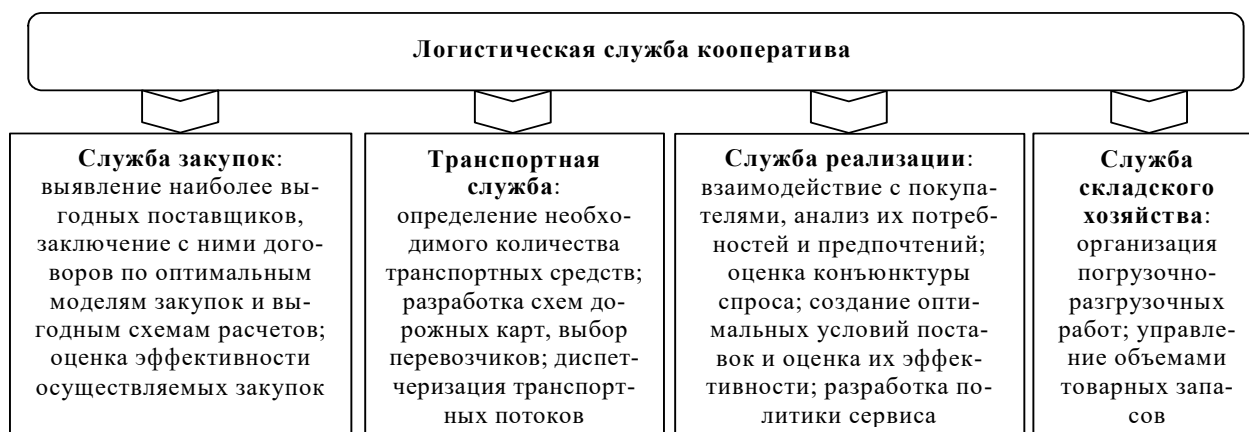 Логистическая служба кооператива
Служба закупок:
выявление наиболее вы-
годных поставщиков,
заключение с ними дого-
воров по оптимальным
моделям закупок и вы-
годным схемам расчетов;
оценка эффективности
осуществляемых закупок
Транспортная
служба:
определение необхо-
димого количества
транспортных средств;
разработка схем до-
рожных карт, выбор
перевозчиков; диспет-
черизация транспорт-
ных потоков
Служба реализации:
взаимодействие с покупа-
телями, анализ их потреб-
ностей и предпочтений;
оценка конъюнктуры
спроса; создание опти-
мальных условий поста-
вок и оценка их эффек-
тивности; разработка по-
литики сервиса
Служба
складского
хозяйства:
организация
погрузочно-
разгрузочных
работ; управле-
ние объемами
товарных запа-
сов